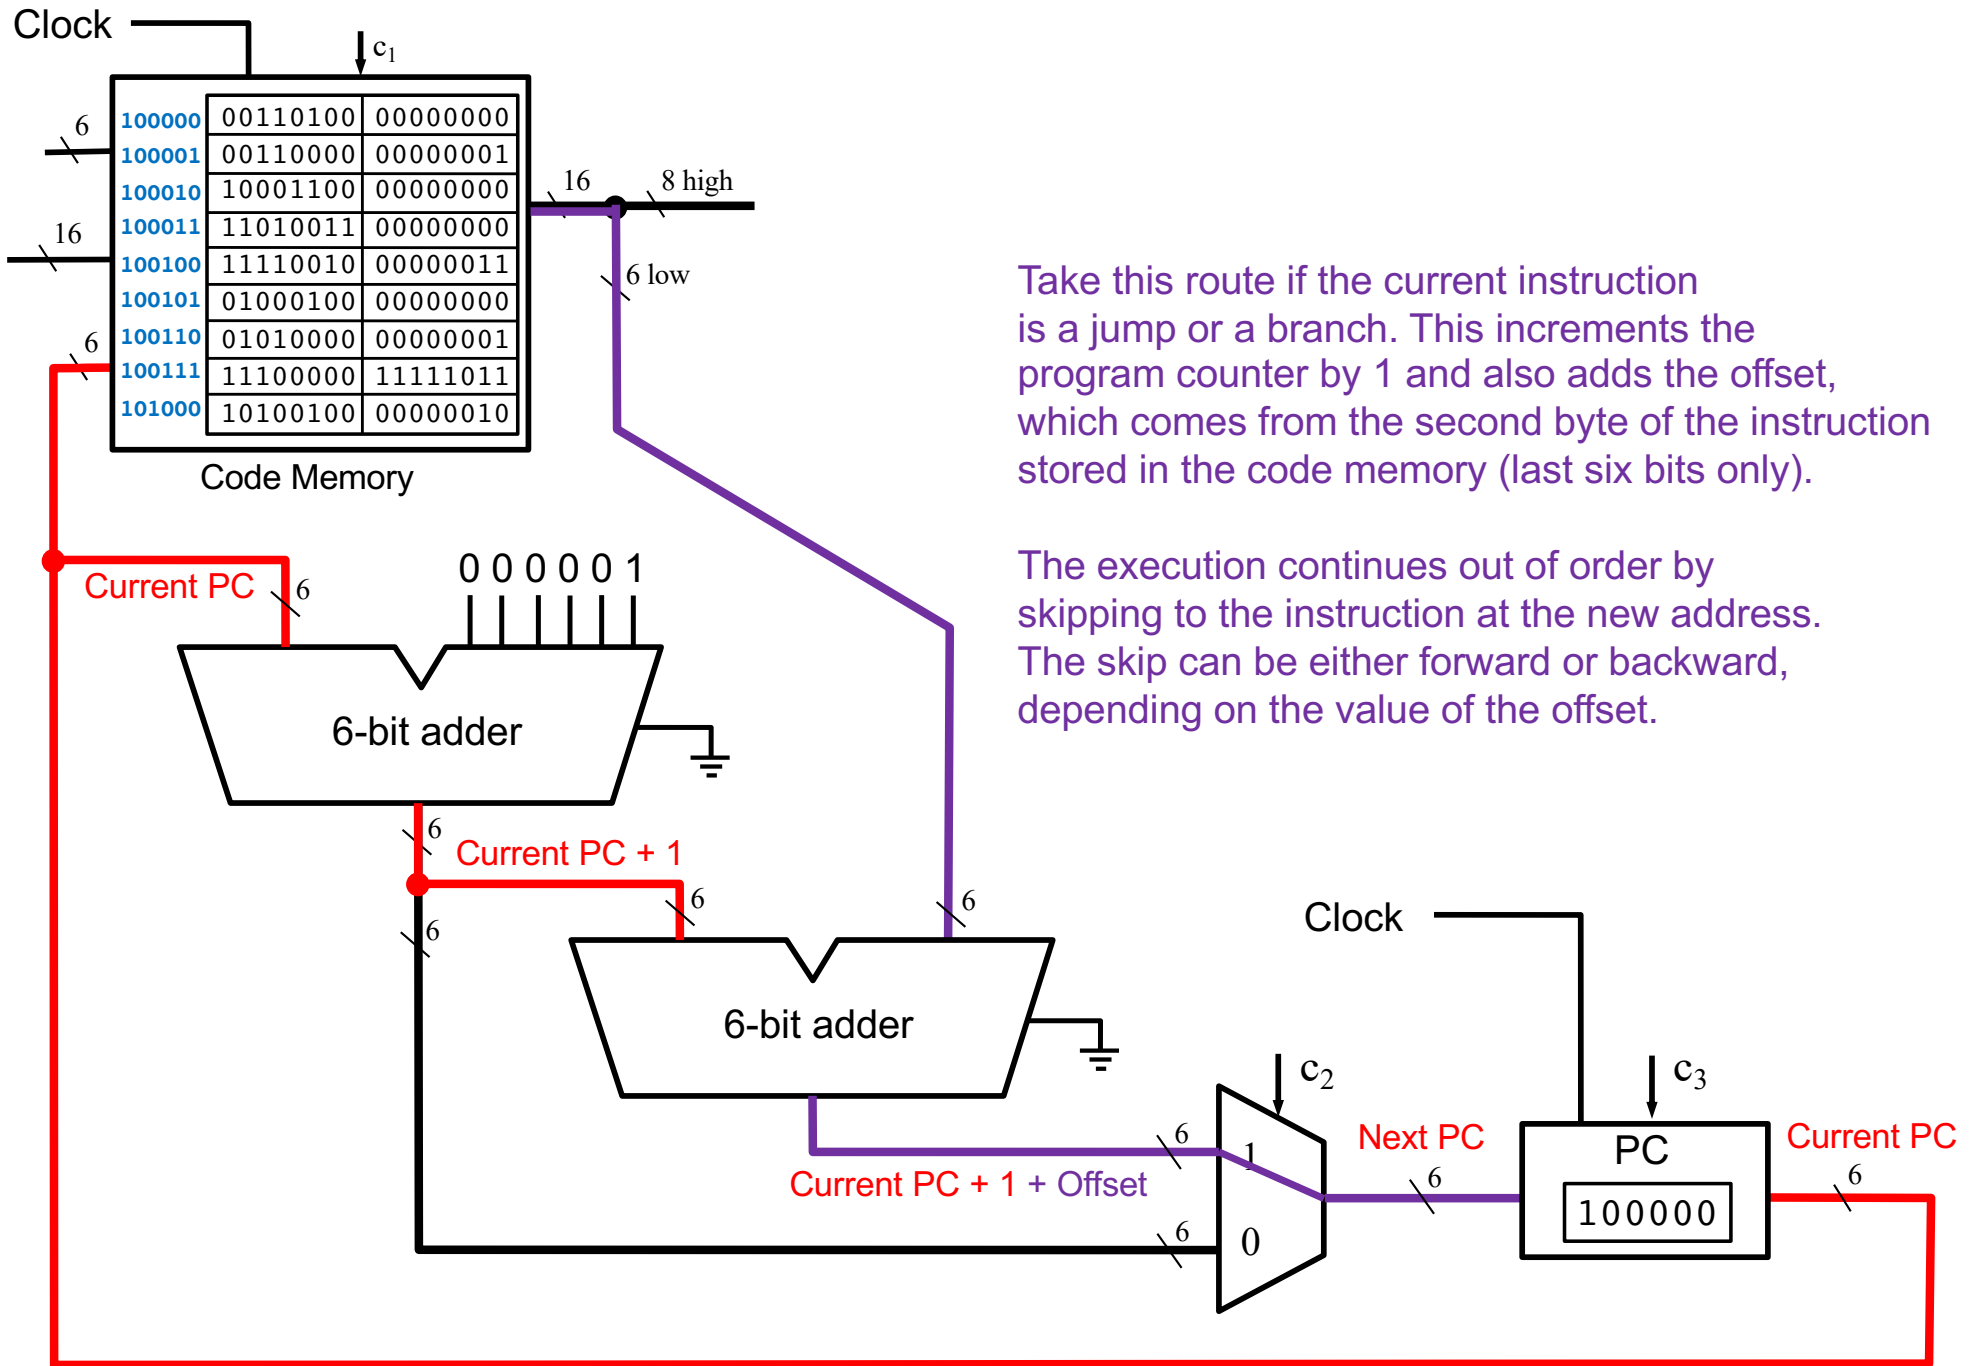 Clock
c1
6
100000 00110100 00000000
100001 00110000 00000001
100010 10001100 00000000
16
8 high
100011 11010011 00000000
16
100100 11110010 00000011
6 low
100101 01000100 00000000
100110 01010000 00000001
6
100111 11100000 11111011
101000 10100100 00000010
Code Memory
Take this route if the current instruction
is a jump or a branch. This increments the
program counter by 1 and also adds the offset,
which comes from the second byte of the instruction
stored in the code memory (last six bits only).
The execution continues out of order by
skipping to the instruction at the new address.
The skip can be either forward or backward,
depending on the value of the offset.
0 0 0 0 0 1
Current PC
6
6-bit adder
6
Current PC + 1
6
6
6
Clock
6-bit adder
c2
c3
6
1
Next PC
PC
Current PC
Current PC + 1 + Offset
6
6
100000
6
0